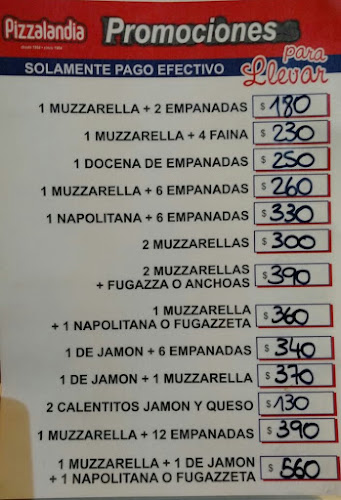 Pizzalandia Promociones
para
SOLAMENTE PAGO EFECTIVO Llevar
1 MUZZARELLA + 2 EMPANADAS $ 180
1 MUZZARELLA + 4 FAINA $ 230
1 DOCENA DE EMPANADAS $ 250
1 MUZZARELLA + 6 EMPANADAS $ 260
1 NAPOLITANA + 6 EMPANADAS $ 330
2 MUZZARELLAS $ 300
2 MUZZARELLAS
+ FUGAZZA O ANCHOAS $ 390
1 MUZZARELLA
+ 1 NAPOLITANA O FUGAZZETA $ 360
1 DE JAMON + 6 EMPANADAS $ 340
1 DE JAMON + 1 MUZZARELLA $ 370
2 CALENTITOS JAMON Y QUESO $ 130
1 MUZZARELLA + 12 EMPANADAS $ 390
1 MUZZARELLA + 1 DE JAMON
+ 1 NAPOLITANA O FUGAZZETA $ 560